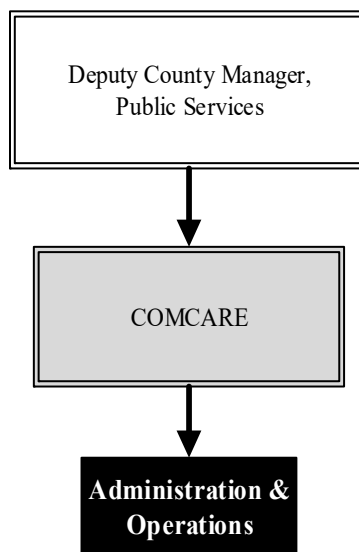 Deputy County Manager,
Public Services
COMCARE
Administration &
Operations